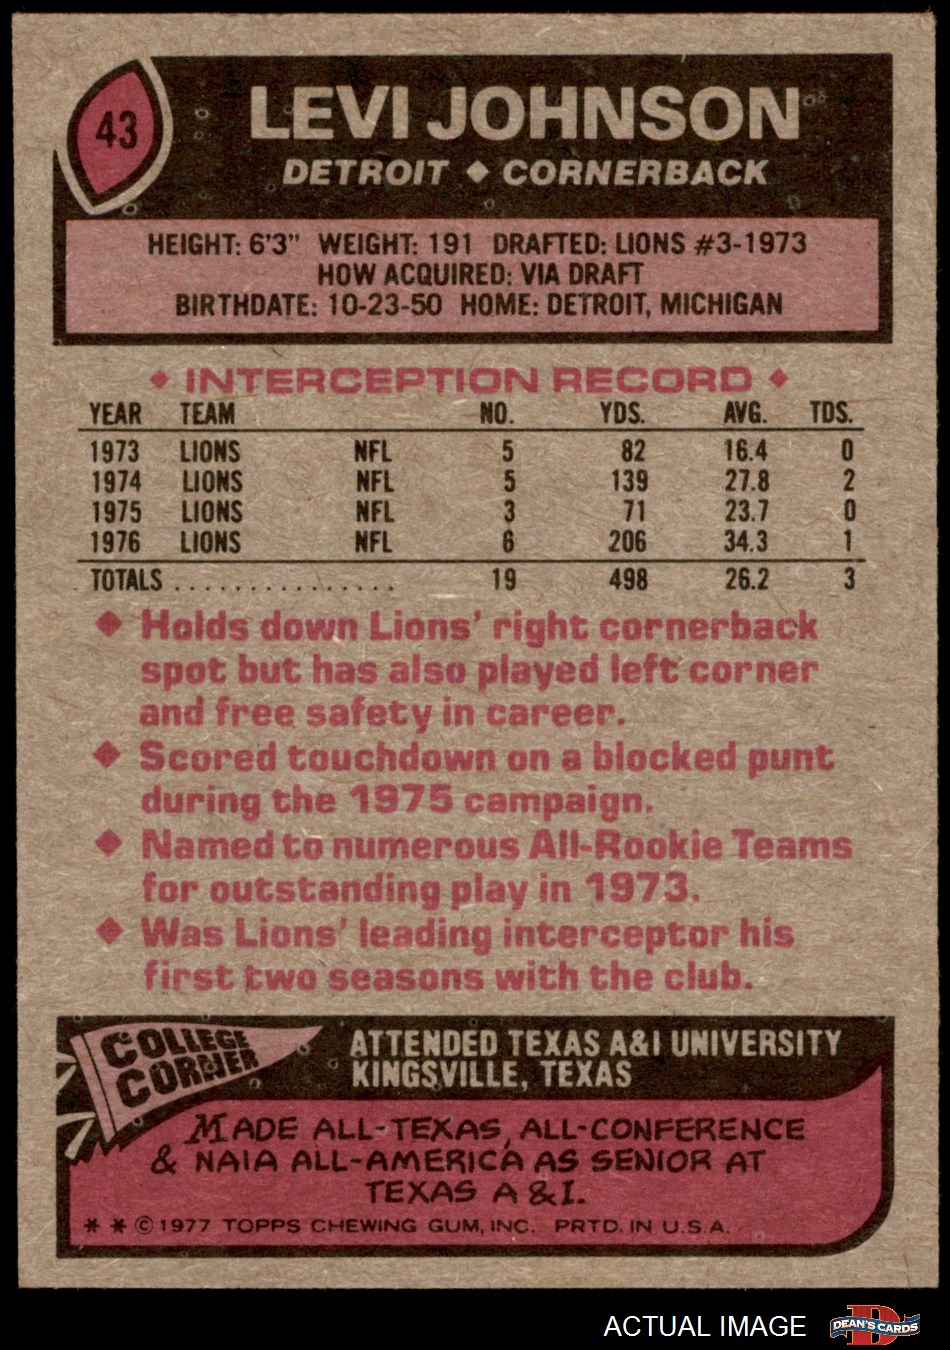 43
LEVI JOHNSON
DETROIT ◆ CORNERBACK
HEIGHT: 6'3" WEIGHT: 191 DRAFTED: LIONS #3-1973
HOW ACQUIRED: VIA DRAFT
BIRTHDATE: 10-23-50 HOME: DETROIT, MICHIGAN
◆ INTERCEPTION RECORD ◆
YEAR TEAM NO. YDS. AVG. TDS.
1973 LIONS NFL 5 82 16.4 0
1974 LIONS NFL 5 139 27.8 2
1975 LIONS NFL 3 71 23.7 0
1976 LIONS NFL 6 206 34.3 1
TOTALS ................ 19 498 26.2 3
◆ Holds down Lions' right cornerback
spot but has also played left corner
and free safety in career.
◆ Scored touchdown on a blocked punt
during the 1975 campaign.
◆ Named to numerous All-Rookie Teams
for outstanding play in 1973.
◆ Was Lions' leading interceptor his
first two seasons with the club.
COLLEGE
CORNER
ATTENDED TEXAS A&I UNIVERSITY
KINGSVILLE, TEXAS
MADE ALL-TEXAS, ALL-CONFERENCE
& NAIA ALL-AMERICA AS SENIOR AT
TEXAS A & I.
* * © 1977 TOPPS CHEWING GUM, INC. PRTD. IN U.S.A.
ACTUAL IMAGE
D
DEAN'S CARDS